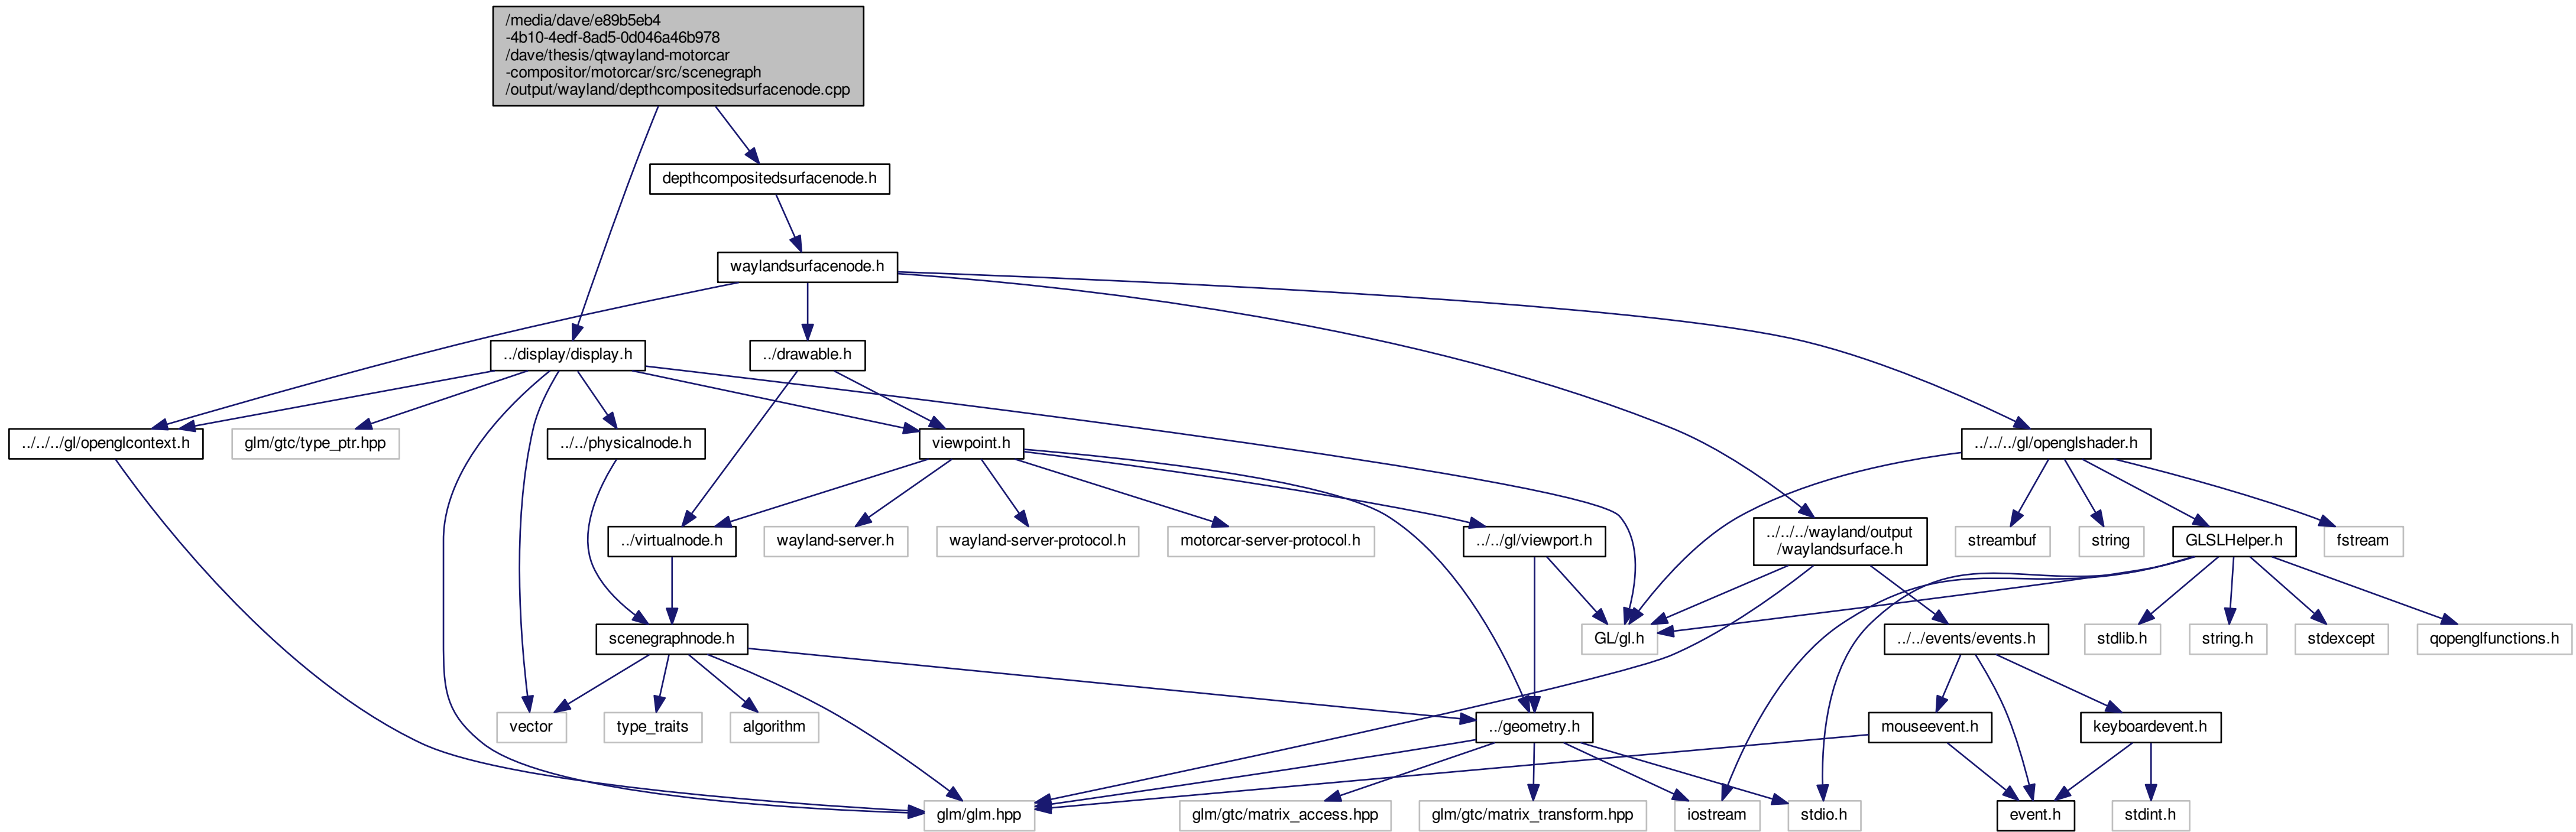 /media/dave/e89b5eb4
-4b10-4edf-8ad5-0d046a46b978
/dave/thesis/qtwayland-motorcar
-compositor/motorcar/src/scenegraph
/output/wayland/depthcompositedsurfacenode.cpp
depthcompositedsurfacenode.h
waylandsurfacenode.h
../display/display.h
../drawable.h
../../../gl/openglcontext.h
glm/gtc/type_ptr.hpp
../../physicalnode.h
viewpoint.h
../../../gl/openglshader.h
../virtualnode.h
wayland-server.h
wayland-server-protocol.h
motorcar-server-protocol.h
../../gl/viewport.h
../../../wayland/output
/waylandsurface.h
streambuf
string
GLSLHelper.h
fstream
scenegraphnode.h
GL/gl.h
../../events/events.h
stdlib.h
string.h
stdexcept
qopenglfunctions.h
vector
type_traits
algorithm
../geometry.h
mouseevent.h
keyboardevent.h
glm/glm.hpp
glm/gtc/matrix_access.hpp
glm/gtc/matrix_transform.hpp
iostream
stdio.h
event.h
stdint.h